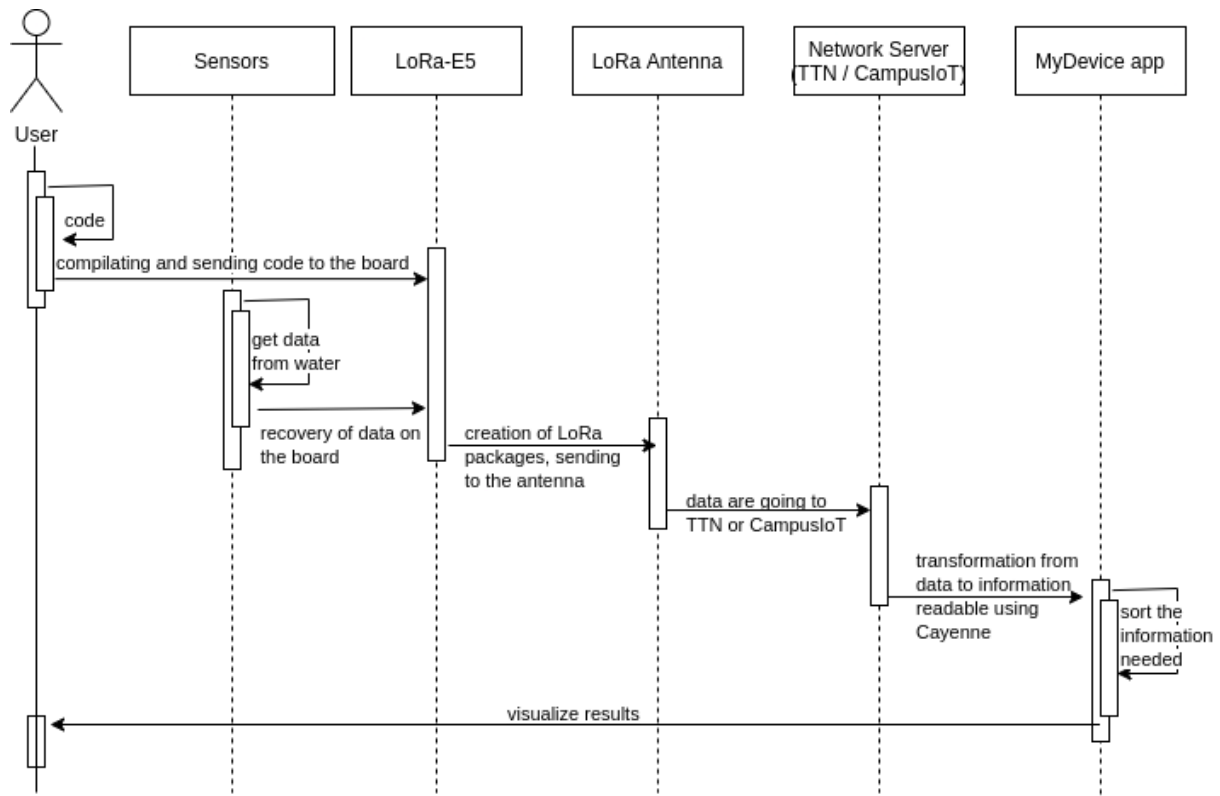 Sensors
LoRa-E5
LoRa Antenna
Network Server
(TTN / CampusIoT)
MyDevice app
User
code
compilating and sending code to the board
get data
from water
recovery of data on
the board
creation of LoRa
packages, sending
to the antenna
data are going to
TTN or CampusIoT
transformation from
data to information
readable using
Cayenne
sort the
information
needed
visualize results